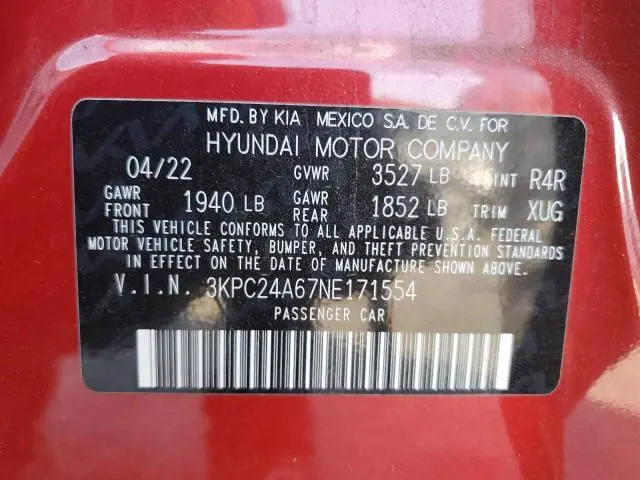 MFD. BY KIA MEXICO S.A. DE C.V. FOR
HYUNDAI MOTOR COMPANY
04/22 GVWR 3527 LB R4R
GAWR FRONT 1940 LB GAWR REAR 1852 LB TRIM XUG
THIS VEHICLE CONFORMS TO ALL APPLICABLE U.S.A. FEDERAL
MOTOR VEHICLE SAFETY, BUMPER, AND THEFT PREVENTION STANDARDS
IN EFFECT ON THE DATE OF MANUFACTURE SHOWN ABOVE.
V.I.N. 3KPC24A67NE171554
PASSENGER CAR